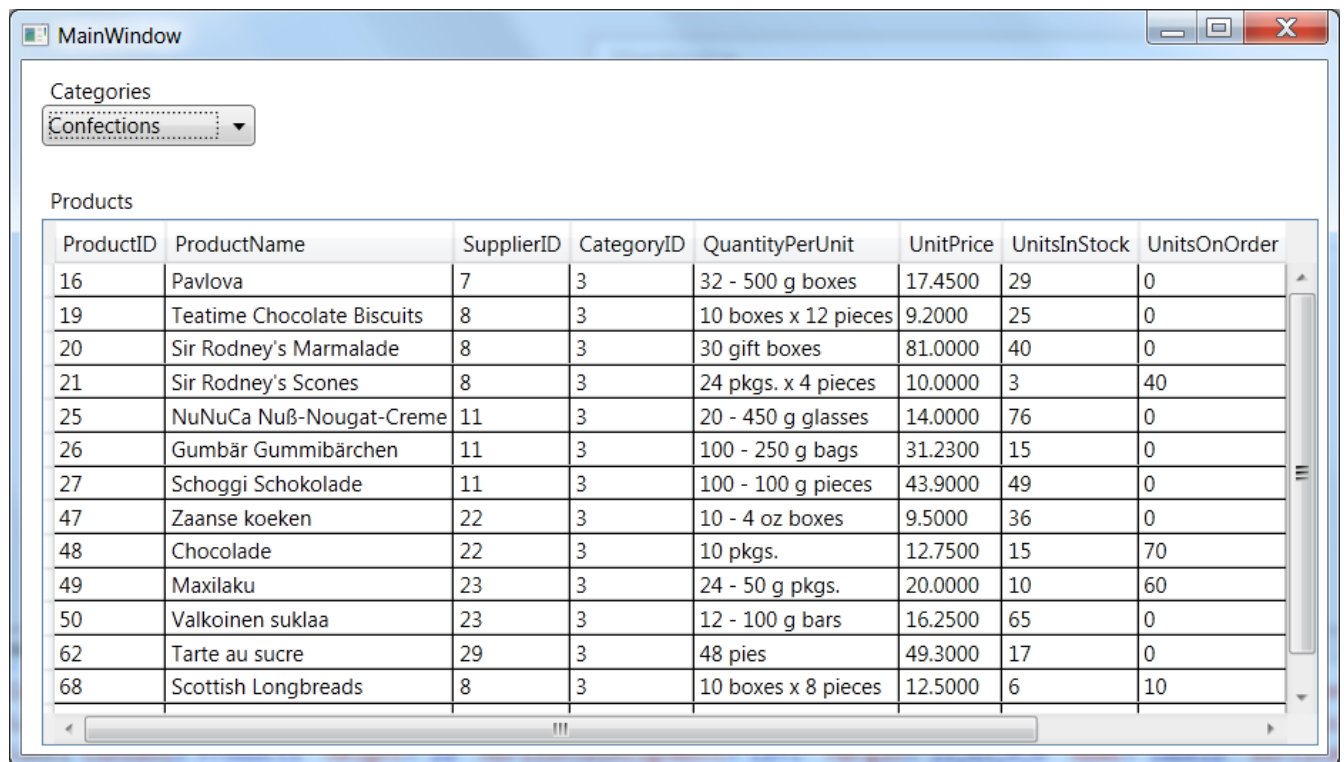 MainWindow
Categories
Confections
Products
ProductID ProductName SupplierID CategoryID QuantityPerUnit UnitPrice UnitsInStock UnitsOnOrder
16 Pavlova 7 3 32 - 500 g boxes 17.4500 29 0
19 Teatime Chocolate Biscuits 8 3 10 boxes x 12 pieces 9.2000 25 0
20 Sir Rodney's Marmalade 8 3 30 gift boxes 81.0000 40 0
21 Sir Rodney's Scones 8 3 24 pkgs. x 4 pieces 10.0000 3 40
25 NuNuCa Nuß-Nougat-Creme 11 3 20 - 450 g glasses 14.0000 76 0
26 Gumbär Gummibärchen 11 3 100 - 250 g bags 31.2300 15 0
27 Schoggi Schokolade 11 3 100 - 100 g pieces 43.9000 49 0
47 Zaanse koeken 22 3 10 - 4 oz boxes 9.5000 36 0
48 Chocolade 22 3 10 pkgs. 12.7500 15 70
49 Maxilaku 23 3 24 - 50 g pkgs. 20.0000 10 60
50 Valkoinen suklaa 23 3 12 - 100 g bars 16.2500 65 0
62 Tarte au sucre 29 3 48 pies 49.3000 17 0
68 Scottish Longbreads 8 3 10 boxes x 8 pieces 12.5000 6 10